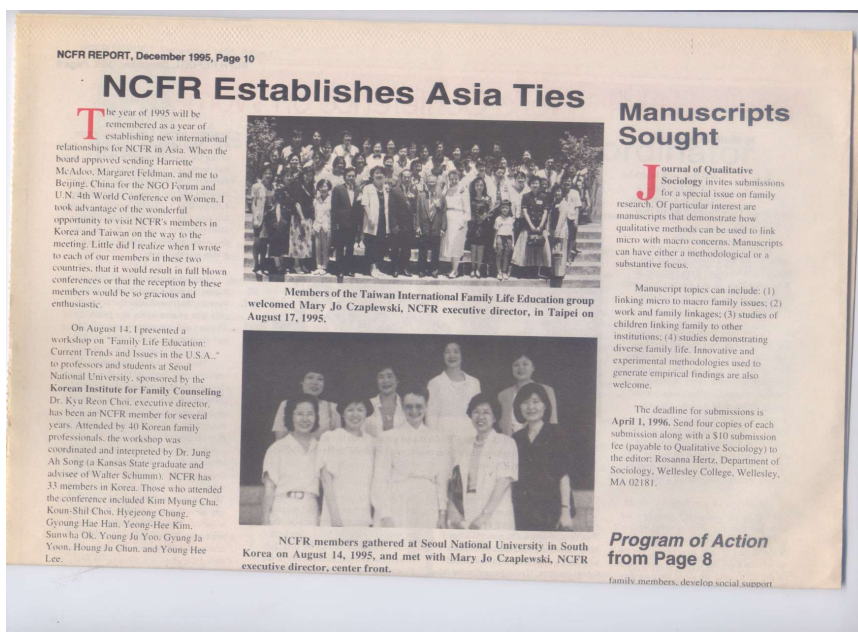 NCFR REPORT, December 1995, Page 10
NCFR Establishes Asia Ties
The year of 1995 will be
remembered as a year of
establishing new international
relationships for NCFR in Asia. When the
board approved sending Harriette
McAdoo, Margaret Feldman, and me to
Beijing, China for the NGO Forum and
U.N. 4th World Conference on Women, I
took advantage of the wonderful
opportunity to visit NCFR's members in
Korea and Taiwan on the way to the
meeting. Little did I realize when I wrote
to each of our members in these two
countries, that it would result in full blown
conferences or that the reception by these
members would be so gracious and
enthusiastic.
On August 14, I presented a
workshop on "Family Life Education:
Current Trends and Issues in the U.S.A.."
to professors and students at Seoul
National University, sponsored by the
Korean Institute for Family Counseling
Dr. Kyu Reon Choi, executive director,
has been an NCFR member for several
years. Attended by 40 Korean family
professionals, the workshop was
coordinated and interpreted by Dr. Jung
Ah Song (a Kansas State graduate and
advisee of Walter Schumm). NCFR has
33 members in Korea. Those who attended
the conference included Kim Myung Cha,
Koun-Shil Choi, Hyejeong Chung,
Gyoung Hae Han, Yeong-Hee Kim,
Sunwha Ok, Young Ju Yoo, Gyung Ja
Yoon, Houng Ju Chun, and Young Hee
Lee.
Members of the Taiwan International Family Life Education group
welcomed Mary Jo Czaplewski, NCFR executive director, in Taipei on
August 17, 1995.
NCFR members gathered at Seoul National University in South
Korea on August 14, 1995, and met with Mary Jo Czaplewski, NCFR
executive director, center front.
Manuscripts
Sought
Journal of Qualitative
Sociology invites submissions
for a special issue on family
research. Of particular interest are
manuscripts that demonstrate how
qualitative methods can be used to link
micro with macro concerns. Manuscripts
can have either a methodological or a
substantive focus.
Manuscript topics can include: (1)
linking micro to macro family issues; (2)
work and family linkages; (3) studies of
children linking family to other
institutions; (4) studies demonstrating
diverse family life. Innovative and
experimental methodologies used to
generate empirical findings are also
welcome.
The deadline for submissions is
April 1, 1996. Send four copies of each
submission along with a $10 submission
fee (payable to Qualitative Sociology) to
the editor: Rosanna Hertz, Department of
Sociology, Wellesley College, Wellesley,
MA 02181.
Program of Action
from Page 8
family members, develop social support